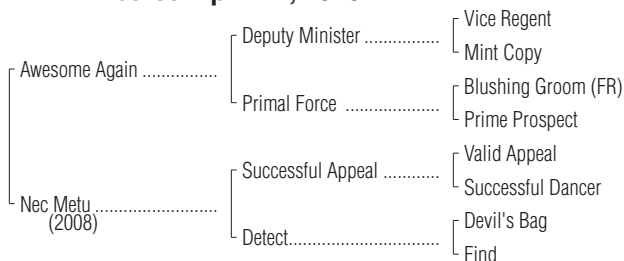 Vice Regent
Deputy Minister ..................
Mint Copy
Awesome Again ................
Blushing Groom (FR)
Primal Force ......................
Prime Prospect
Valid Appeal
Successful Appeal ............
Successful Dancer
Nec Metu ..........................
(2008)
Devil's Bag
Detect...................................
Find